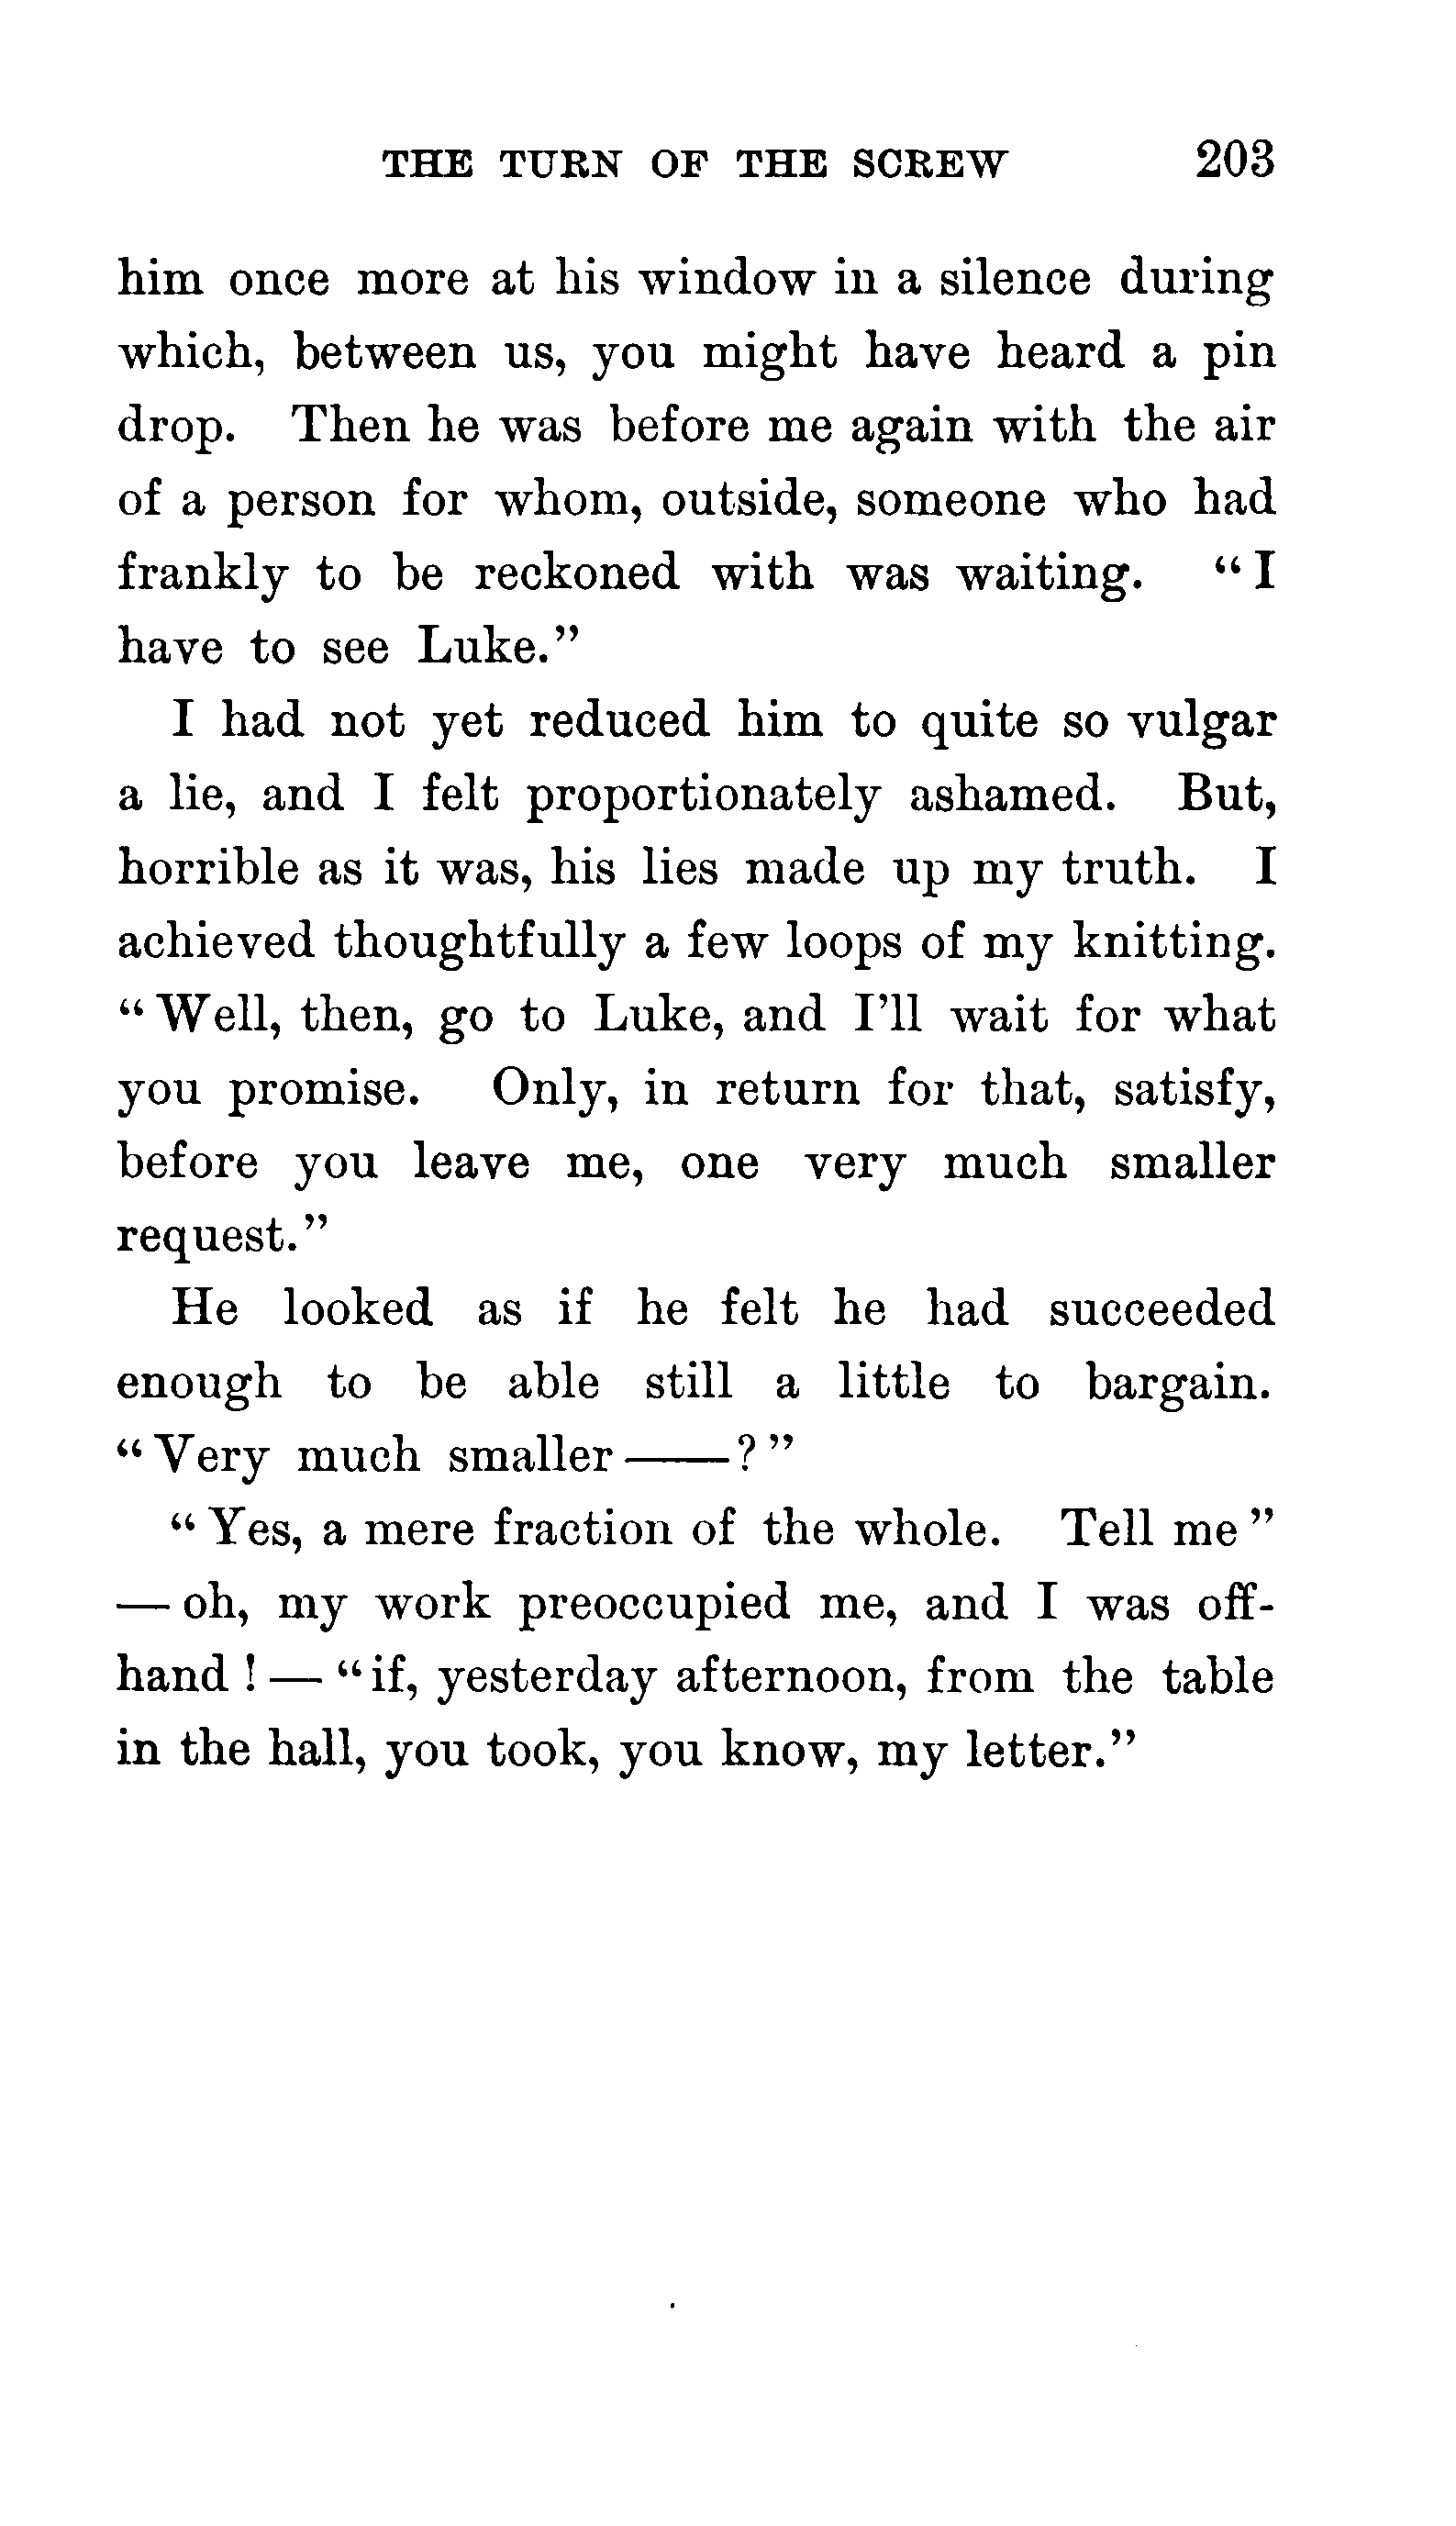 THE TURN OF THE SCREW 203
him once more at his window in a silence during
which, between us, you might have heard a pin
drop. Then he was before me again with the air
of a person for whom, outside, someone who had
frankly to be reckoned with was waiting. “I
have to see Luke.”
I had not yet reduced him to quite so vulgar
a lie, and I felt proportionately ashamed. But,
horrible as it was, his lies made up my truth. I
achieved thoughtfully a few loops of my knitting.
“Well, then, go to Luke, and I’ll wait for what
you promise. Only, in return for that, satisfy,
before you leave me, one very much smaller
request.”
He looked as if he felt he had succeeded
enough to be able still a little to bargain.
“Very much smaller——?”
“Yes, a mere fraction of the whole. Tell me”
— oh, my work preoccupied me, and I was off-
hand! — “if, yesterday afternoon, from the table
in the hall, you took, you know, my letter.”